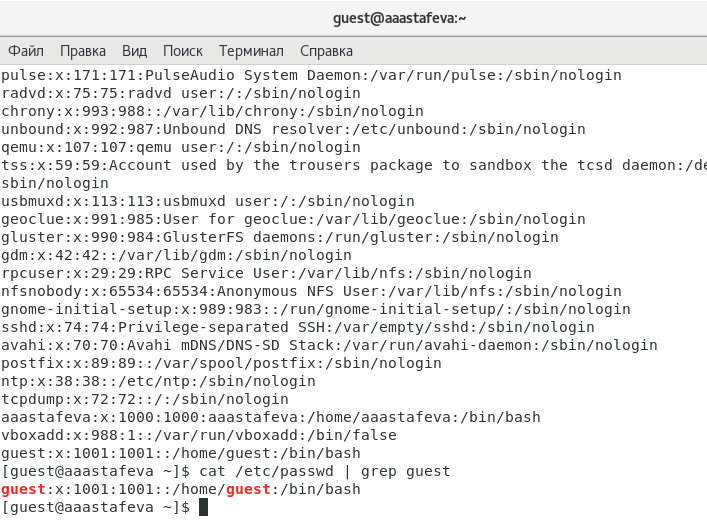 guest@aaastafeva:~
Файл Правка Вид Поиск Терминал Справка
pulse:x:171:171:PulseAudio System Daemon:/var/run/pulse:/sbin/nologin
radvd:x:75:75:radvd user:/:/sbin/nologin
chrony:x:993:988::/var/lib/chrony:/sbin/nologin
unbound:x:992:987:Unbound DNS resolver:/etc/unbound:/sbin/nologin
qemu:x:107:107:qemu user:/:/sbin/nologin
tss:x:59:59:Account used by the trousers package to sandbox the tcsd daemon:/de
sbin/nologin
usbmuxd:x:113:113:usbmuxd user:/:/sbin/nologin
geoclue:x:991:985:User for geoclue:/var/lib/geoclue:/sbin/nologin
gluster:x:990:984:GlusterFS daemons:/run/gluster:/sbin/nologin
gdm:x:42:42::/var/lib/gdm:/sbin/nologin
rpcuser:x:29:29:RPC Service User:/var/lib/nfs:/sbin/nologin
nfsnobody:x:65534:65534:Anonymous NFS User:/var/lib/nfs:/sbin/nologin
gnome-initial-setup:x:989:983::/run/gnome-initial-setup/:/sbin/nologin
sshd:x:74:74:Privilege-separated SSH:/var/empty/sshd:/sbin/nologin
avahi:x:70:70:Avahi mDNS/DNS-SD Stack:/var/run/avahi-daemon:/sbin/nologin
postfix:x:89:89::/var/spool/postfix:/sbin/nologin
ntp:x:38:38::/etc/ntp:/sbin/nologin
tcpdump:x:72:72::/:/sbin/nologin
aaastafeva:x:1000:1000:aaastafeva:/home/aaastafeva:/bin/bash
vboxadd:x:988:1::/var/run/vboxadd:/bin/false
guest:x:1001:1001::/home/guest:/bin/bash
[guest@aaastafeva ~]$ cat /etc/passwd | grep guest
guest:x:1001:1001::/home/guest:/bin/bash
[guest@aaastafeva ~]$